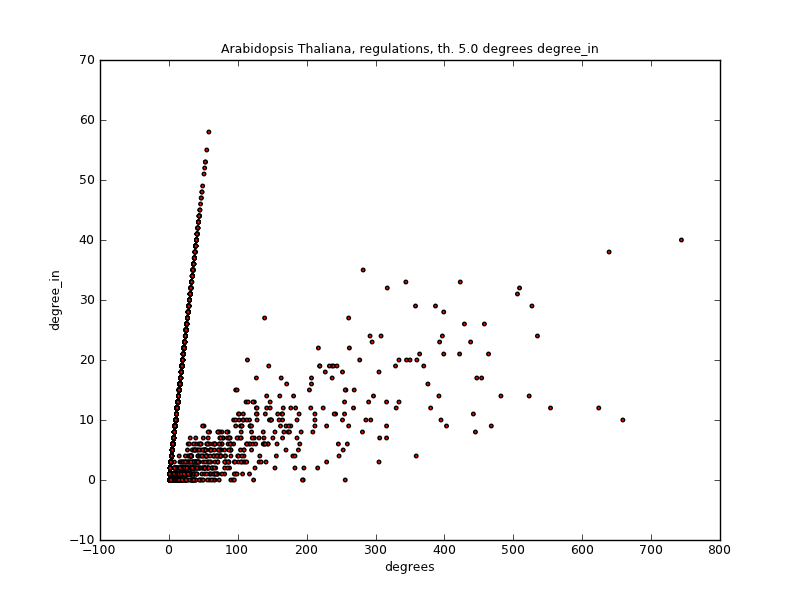 Arabidopsis Thaliana, regulations, th. 5.0 degrees degree_in
70
60
50
40
30
20
10
0
−10
degree_in
−100 0 100 200 300 400 500 600 700 800
degrees